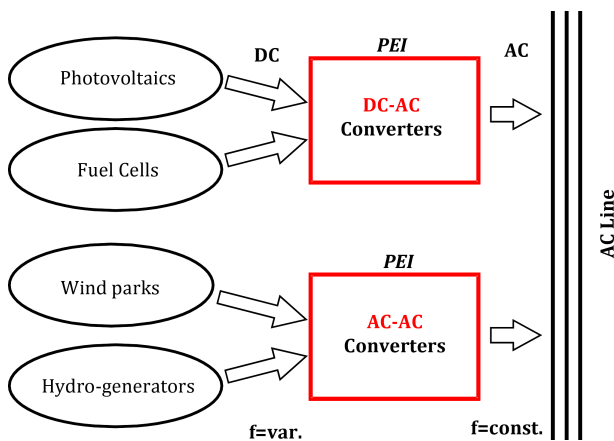 PEI
DC
AC
Photovoltaics
DC-AC
Converters
Fuel Cells
AC Line
PEI
Wind parks
AC-AC
Converters
Hydro-generators
f=var.
f=const.